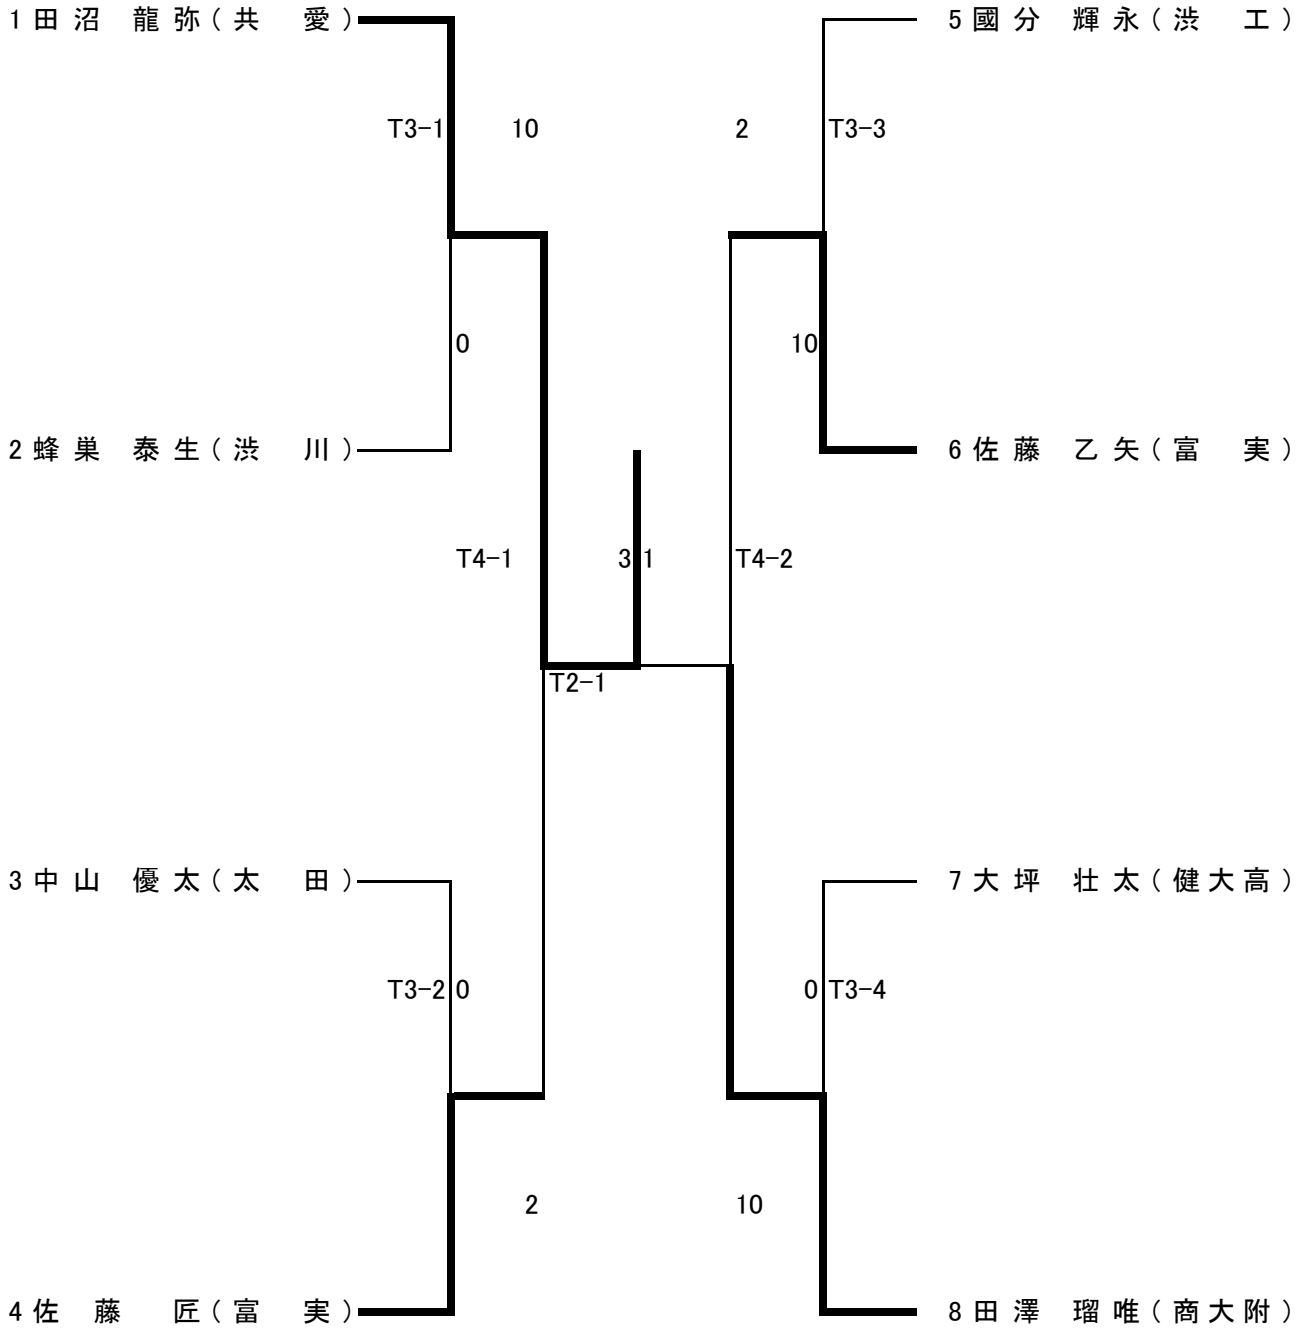 1 田沼 龍弥(共 愛)
5 國分 輝永(渋 工)
T3-1 10
2 T3-3
0
10
2 蜂巣 泰生(渋 川)
6 佐藤 乙矢(富 実)
T4-1
3 1
T4-2
T2-1
3 中山 優太(太 田)
7 大坪 壮太(健大高)
T3-2 0
0 T3-4
2
10
4 佐藤 匠(富 実)
8 田澤 瑠唯(商大附)